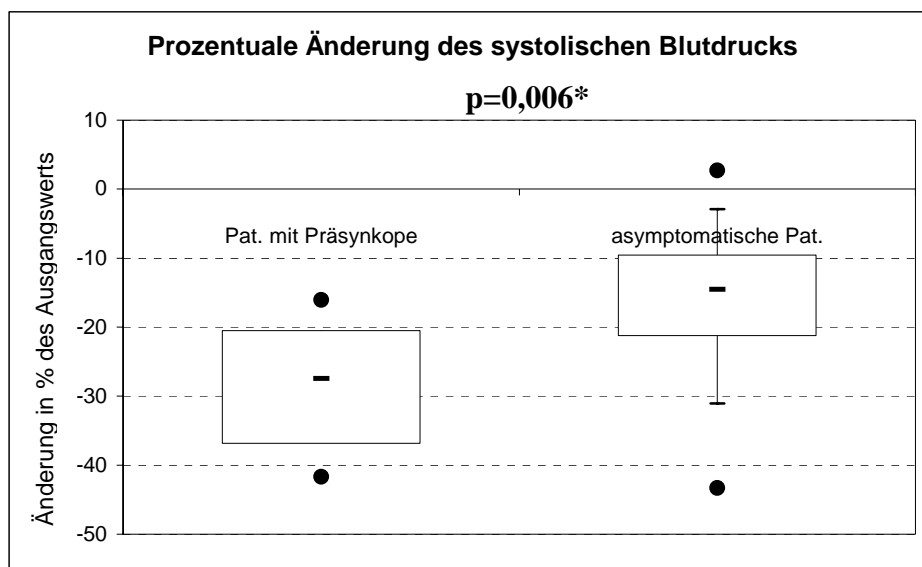 Prozentuale Änderung des systolischen Blutdrucks
p=0,006*
Änderung in % des Ausgangswerts
10
0
-10
-20
-30
-40
-50
Pat. mit Präsynkope
asymptomatische Pat.